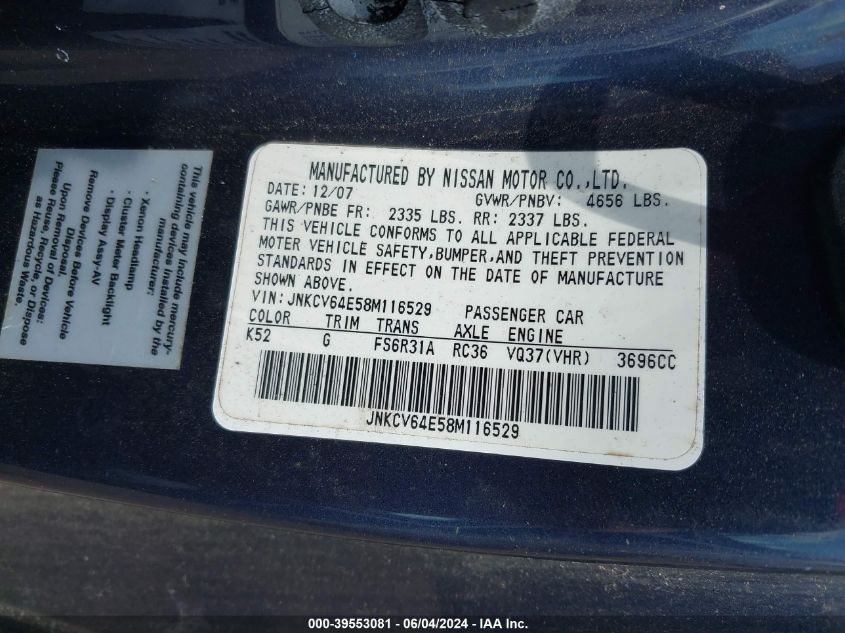 MANUFACTURED BY NISSAN MOTOR CO.,LTD.
DATE: 12/07 GVWR/PNBV: 4656 LBS.
GAWR/PNBE FR: 2335 LBS. RR: 2337 LBS.
THIS VEHICLE CONFORMS TO ALL APPLICABLE FEDERAL
MOTER VEHICLE SAFETY,BUMPER,AND THEFT PREVENTION
STANDARDS IN EFFECT ON THE DATE OF MANUFACTURE
SHOWN ABOVE.
VIN: JNKCV64E58M116529 PASSENGER CAR
COLOR TRIM TRANS AXLE ENGINE
K52 G FS6R31A RC36 VQ37(VHR) 3696CC
JNKCV64E58M116529
This vehicle may include mercury-
containing devices installed by the
manufacturer:
· Xenon Headlamp
· Cluster Meter Backlight
· Display Assy-AV
Remove Devices Before Vehicle
Disposal.
Upon Removal of Devices
Please Reuse, Recycle, or Dispose
as Hazardous Waste.
000-39553081 - 06/04/2024 - IAA Inc.